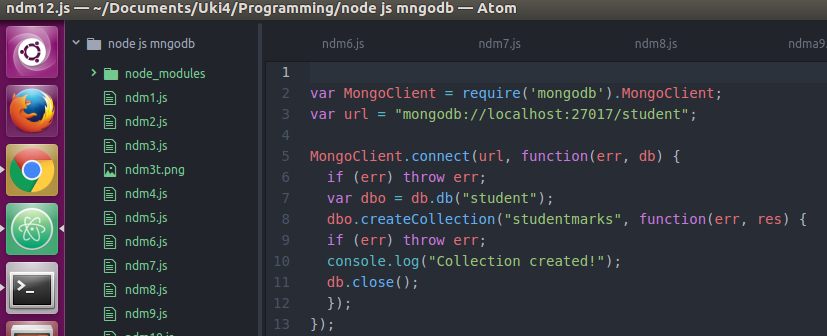 ndm12.js — ~/Documents/Uki4/Programming/node js mngodb — Atom
node js mngodb
node_modules
ndm1.js
ndm2.js
ndm3.js
ndm3t.png
ndm4.js
ndm5.js
ndm6.js
ndm7.js
ndm8.js
ndm9.js
ndm6.js ndm7.js ndm8.js ndma9.
1
2 var MongoClient = require('mongodb').MongoClient;
3 var url = "mongodb://localhost:27017/student";
4
5 MongoClient.connect(url, function(err, db) {
6 if (err) throw err;
7 var dbo = db.db("student");
8 dbo.createCollection("studentmarks", function(err, res) {
9 if (err) throw err;
10 console.log("Collection created!");
11 db.close();
12 });
13 });